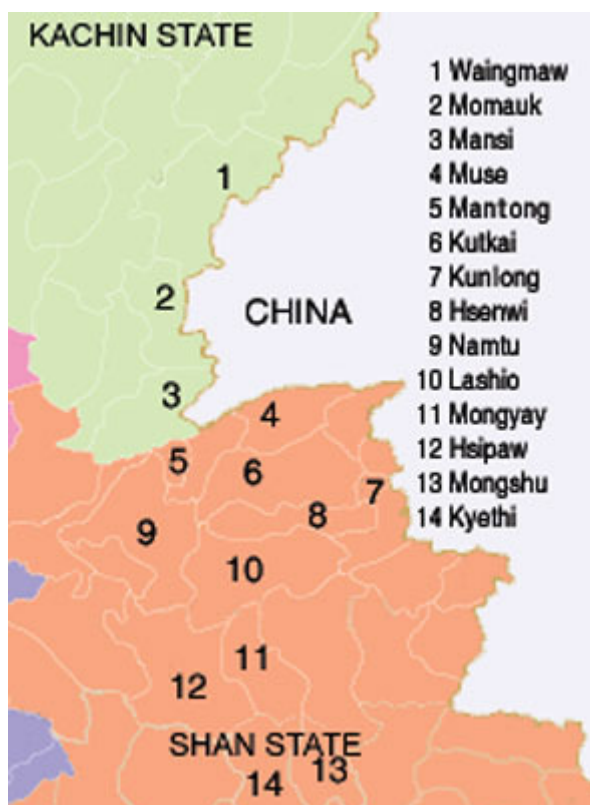 KACHIN STATE
1 Waingmaw
2 Momauk
3 Mansi
4 Muse
5 Mantong
6 Kutkai
7 Kunlong
8 Hsenwi
9 Namtu
10 Lashio
11 Mongyay
12 Hsipaw
13 Mongshu
14 Kyethi
1
2
CHINA
3
4
5
6
7
8
9
10
11
12
SHAN STATE
13
14